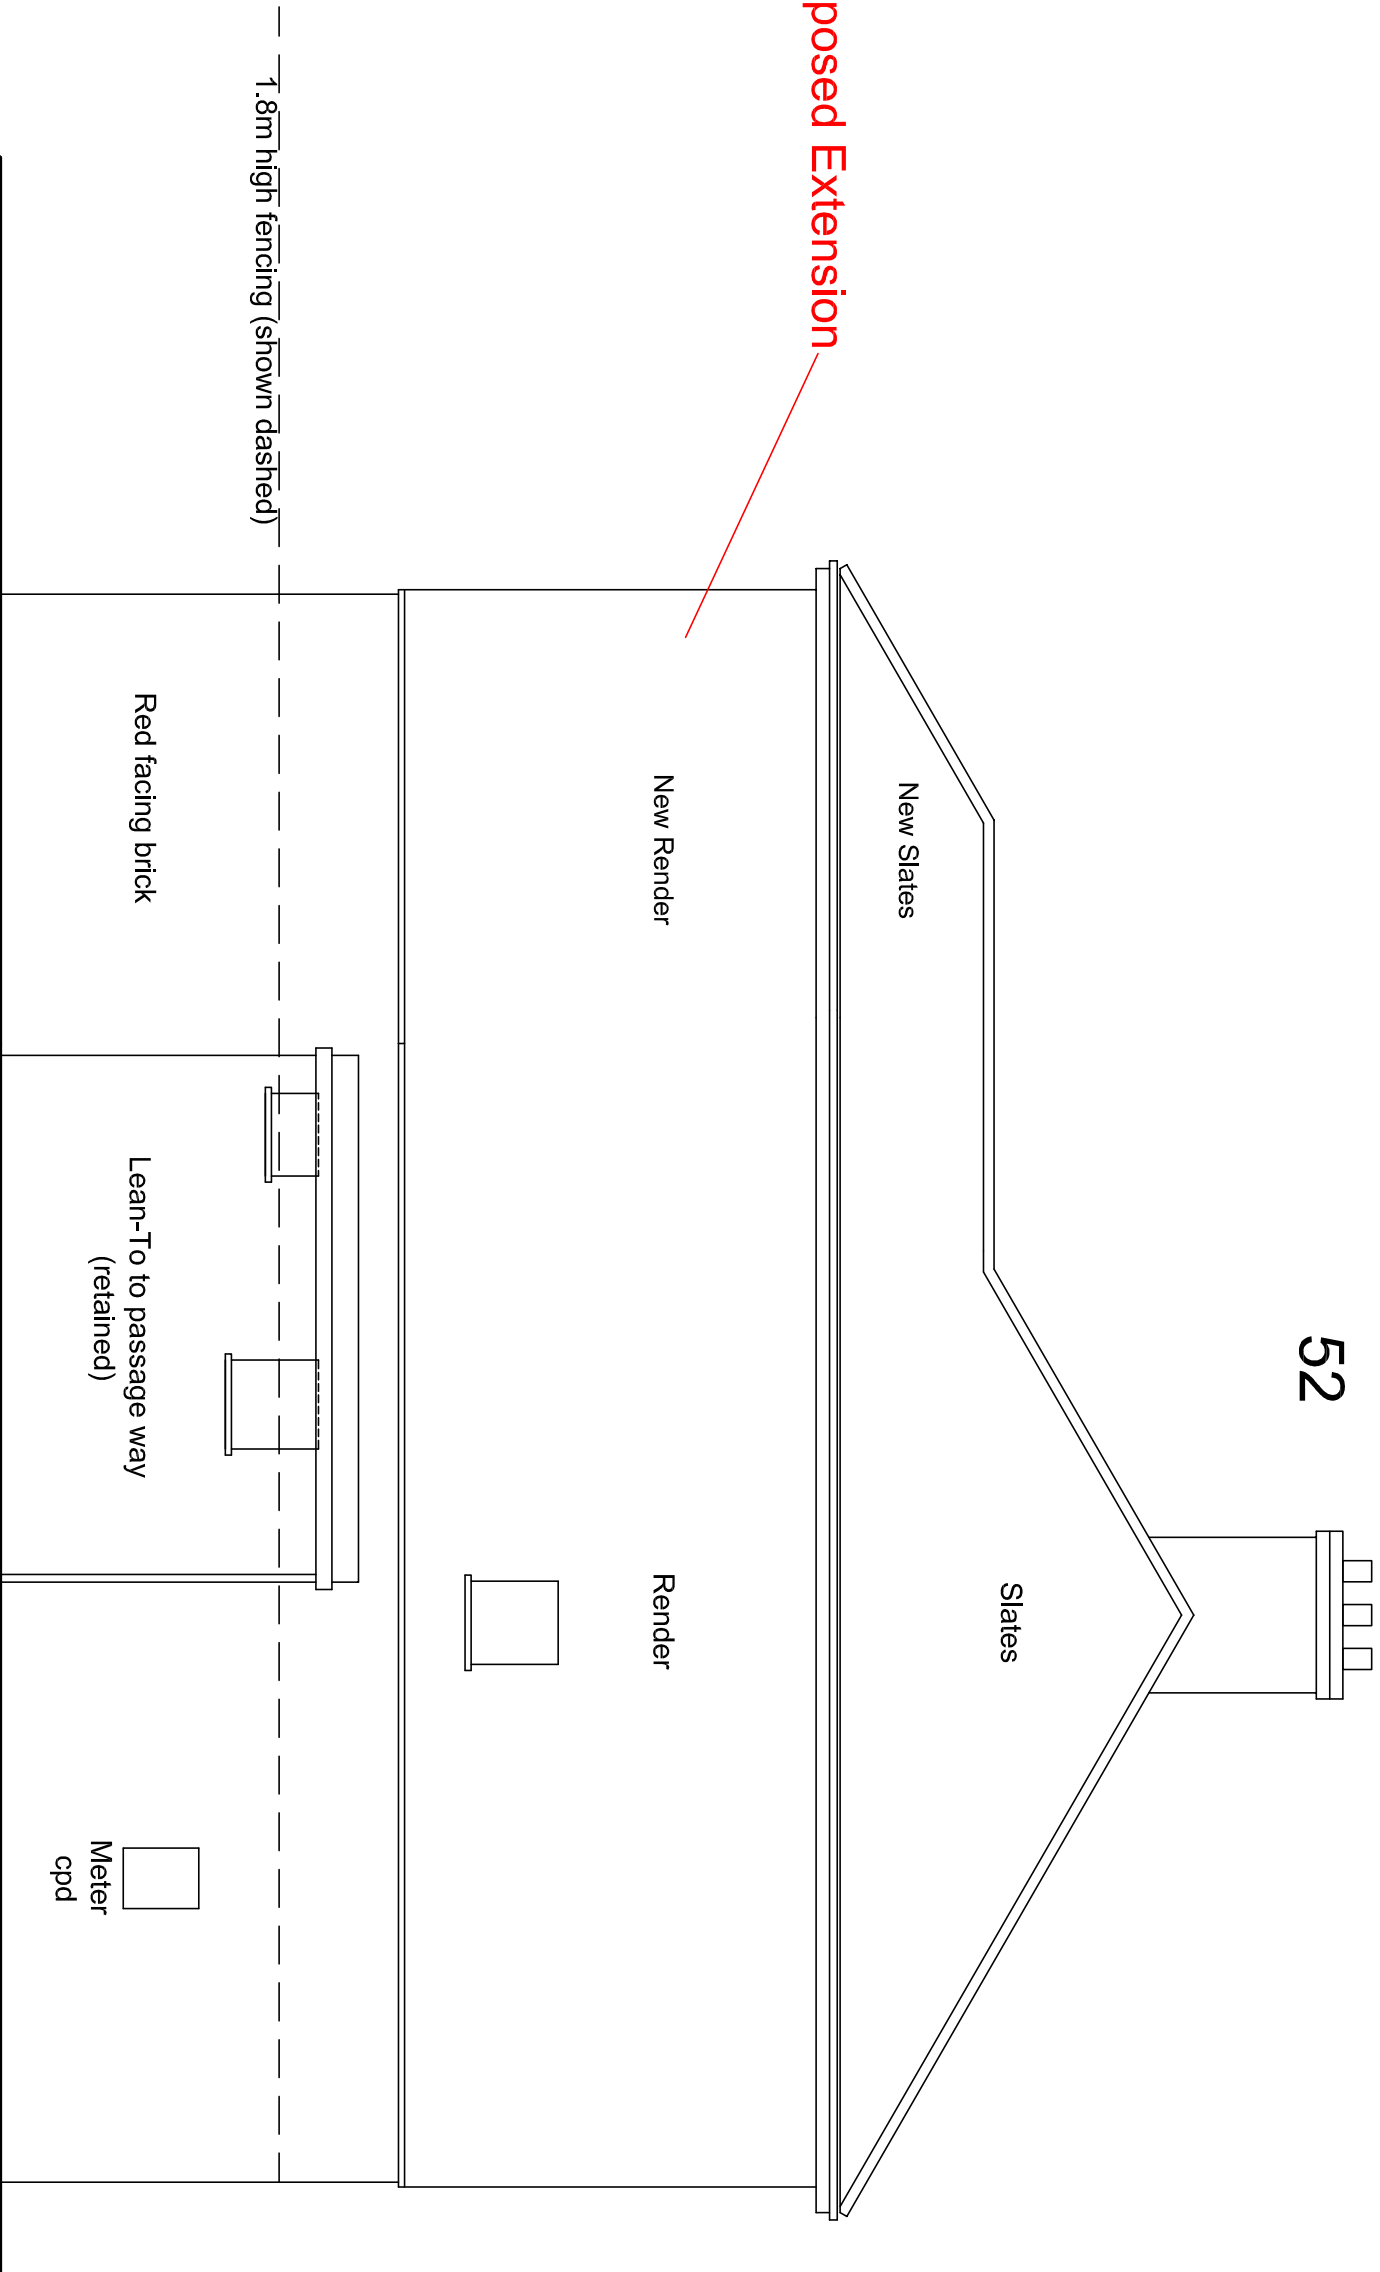 52
posed Extension
New Slates
Slates
New Render
Render
1.8m high fencing (shown dashed)
Red facing brick
Lean-To to passage way
(retained)
Meter
cpd